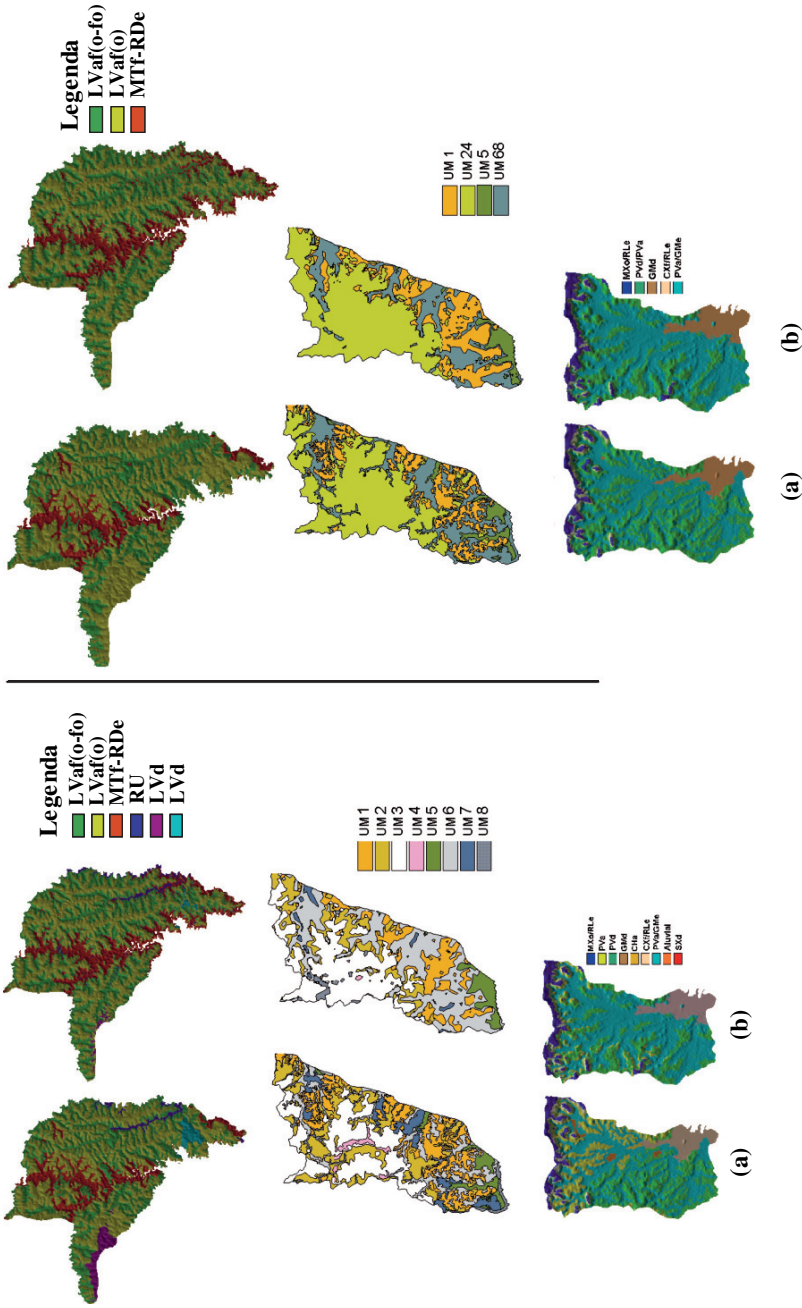 Legenda
LVaf(o-fo)
LVaf(o)
MTf-RDe
RU
LVd
LVd
UM 1
UM 2
UM 3
UM 4
UM 5
UM 6
UM 7
UM 8
MXo/RLe
PVa
PVd
GMd
CHa
CXf/RLe
PVa/GMe
Aluvial
SXd
(a)
(b)
Legenda
LVaf(o-fo)
LVaf(o)
MTf-RDe
UM 1
UM 24
UM 5
UM 68
MXo/RLe
PVd/PVa
GMd
CXf/RLe
PVa/GMe
(a)
(b)